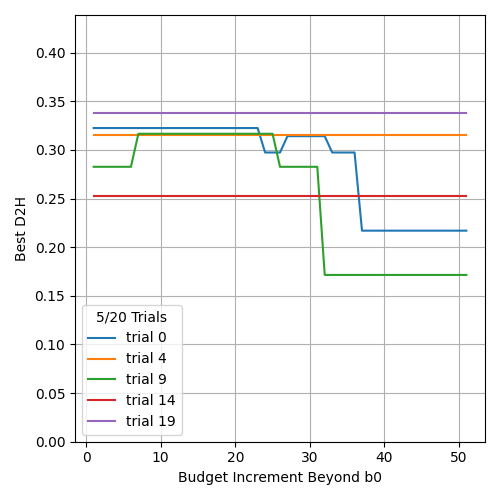 0.40
0.35
0.30
0.25
0.20
0.15
0.10
0.05
0.00
Best D2H
5/20 Trials
trial 0
trial 4
trial 9
trial 14
trial 19
0 10 20 30 40 50
Budget Increment Beyond b0